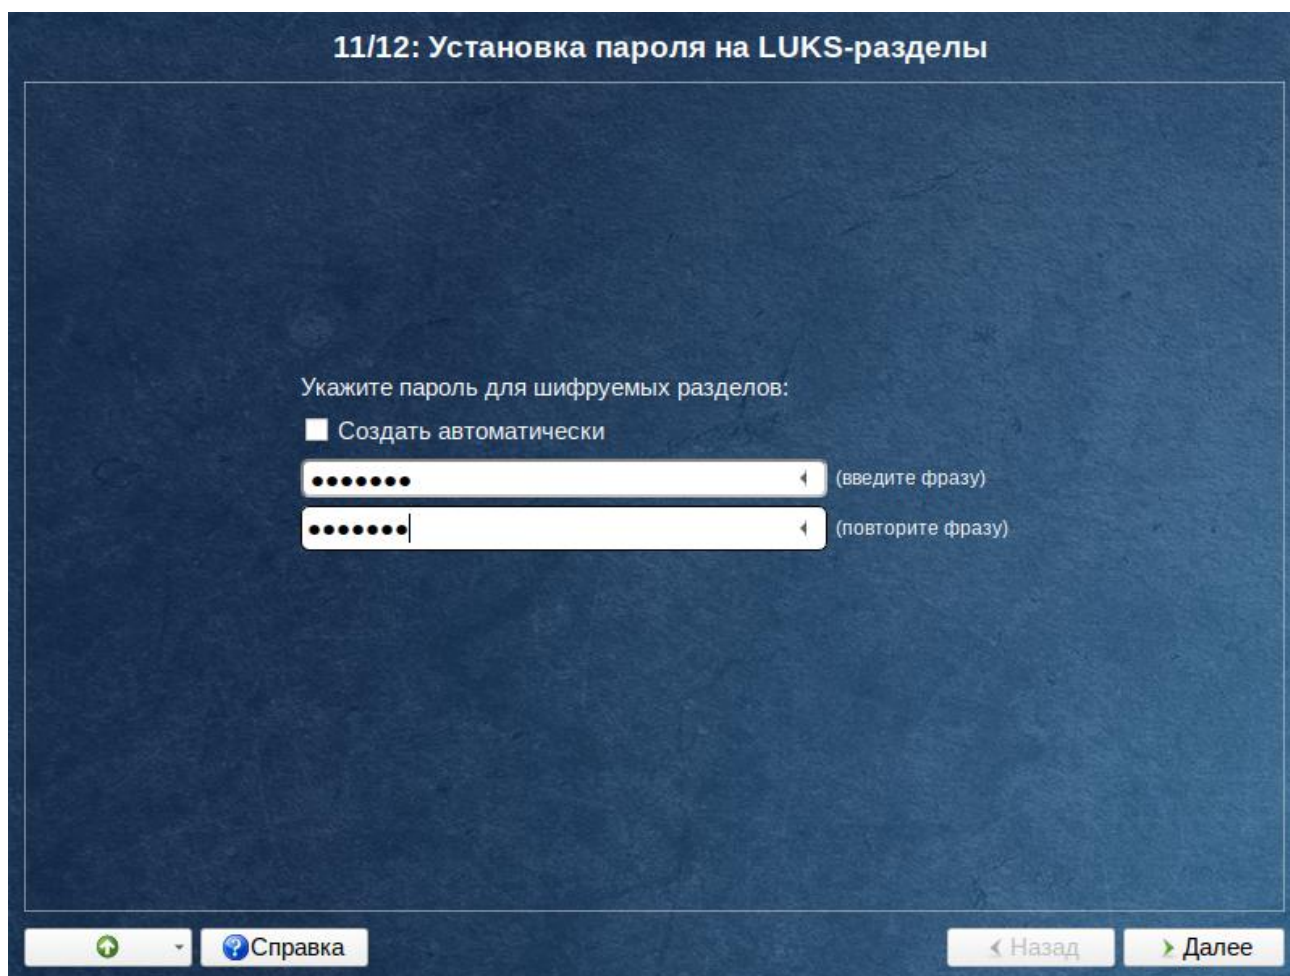 11/12: Установка пароля на LUKS-разделы
Укажите пароль для шифруемых разделов:
Создать автоматически
●●●●●●● (введите фразу)
●●●●●●● (повторите фразу)
Справка Назад Далее